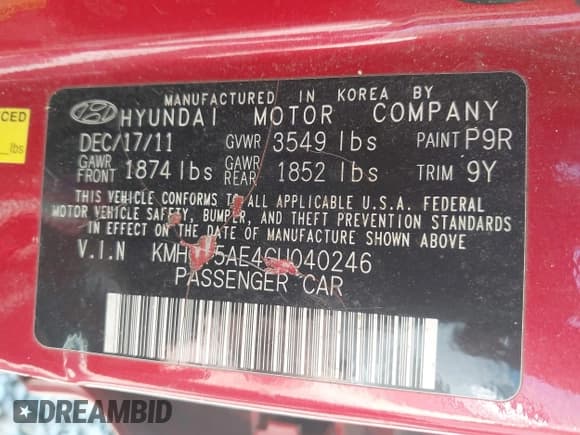 MANUFACTURED IN KOREA BY
HYUNDAI MOTOR COMPANY
CED
DEC/17/11 GVWR 3549 lbs PAINT P9R
lbs
GAWR FRONT 1874 lbs GAWR REAR 1852 lbs TRIM 9Y
THIS VEHICLE CONFORMS TO ALL APPLICABLE U.S.A. FEDERAL
MOTOR VEHICLE SAFETY, BUMPER, AND THEFT PREVENTION STANDARDS
IN EFFECT ON THE DATE OF MANUFACTURE SHOWN ABOVE.
V.I.N
PASSENGER CAR
DREAMBID